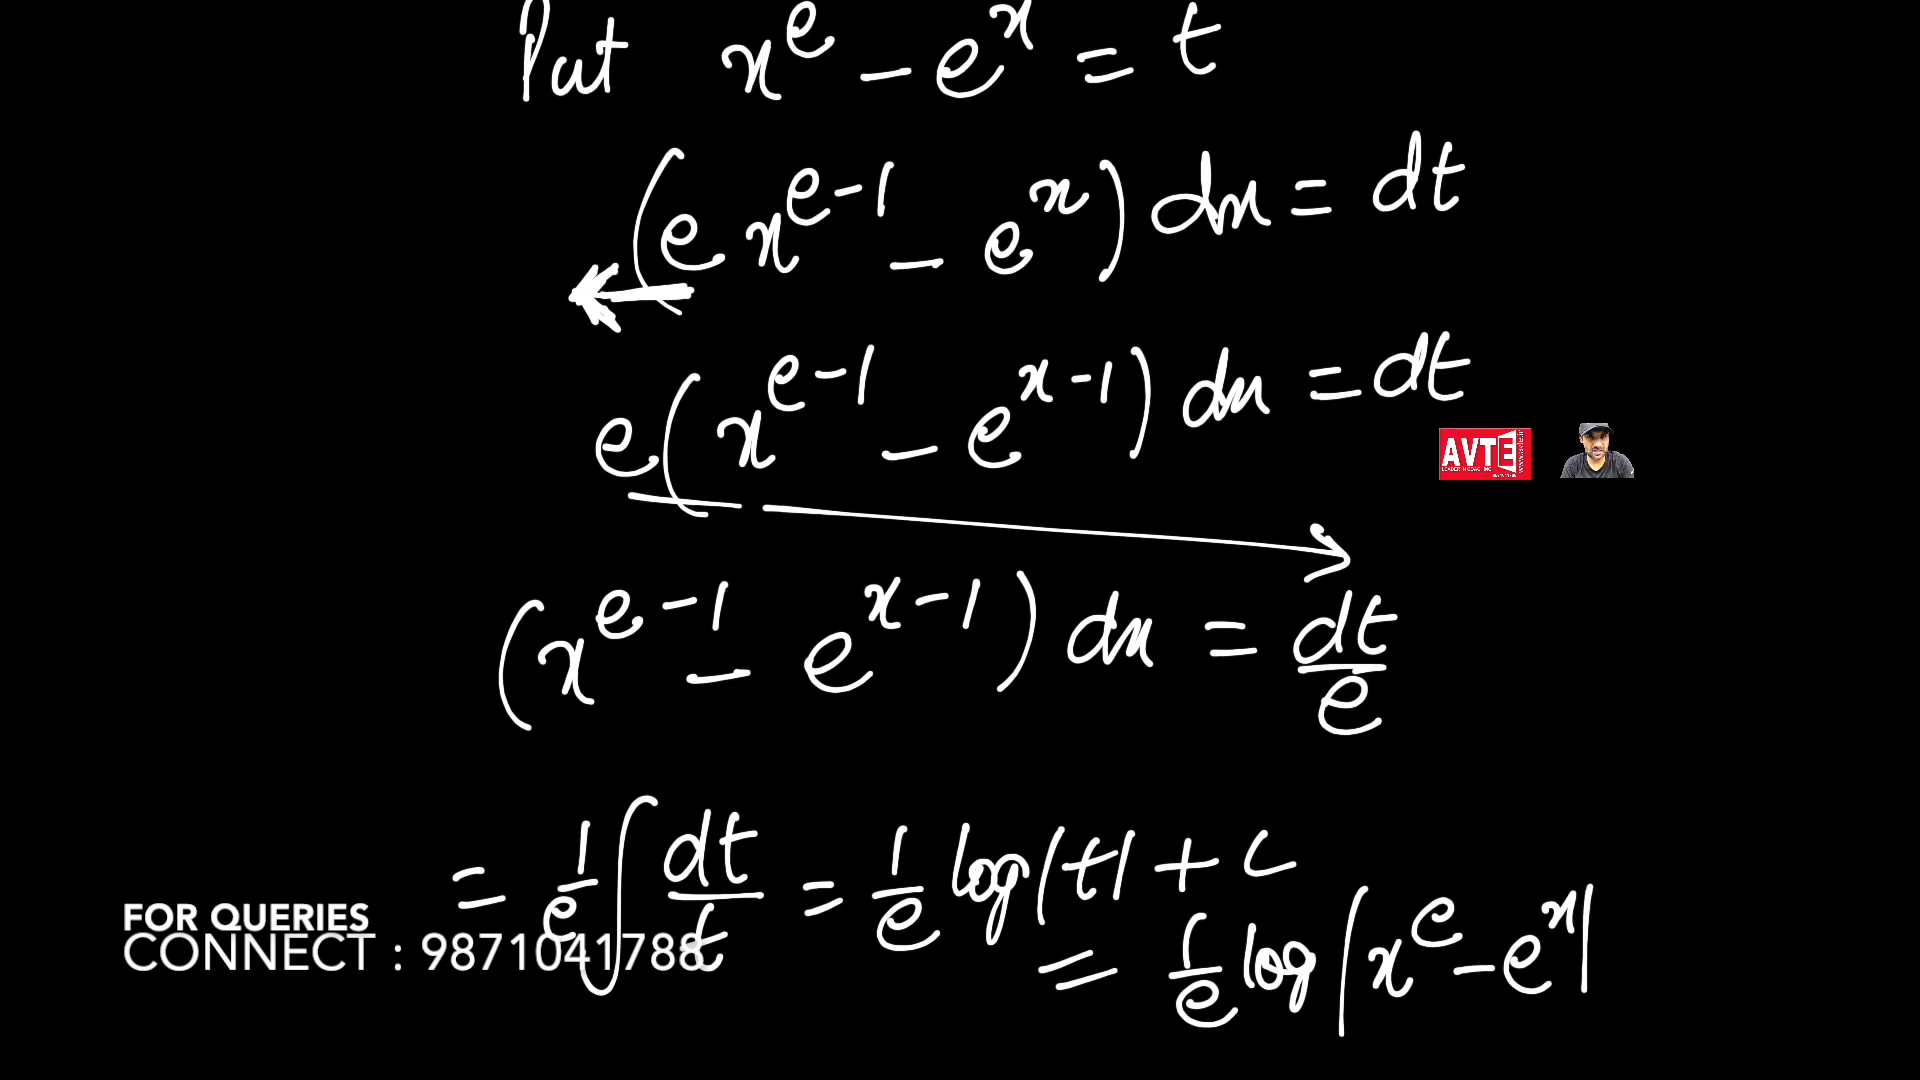 Put x^e - e^x = t
(e x^{e-1} - e^x) dx = dt
e(x^{e-1} - e^{x-1}) dx = dt
AVTE
(x^{e-1} - e^{x-1}) dx = dt/e
= 1/e ∫ dt/t = 1/e log|t| + c
= 1/e log|x^e - e^x|
FOR QUERIES
CONNECT : 9871041788